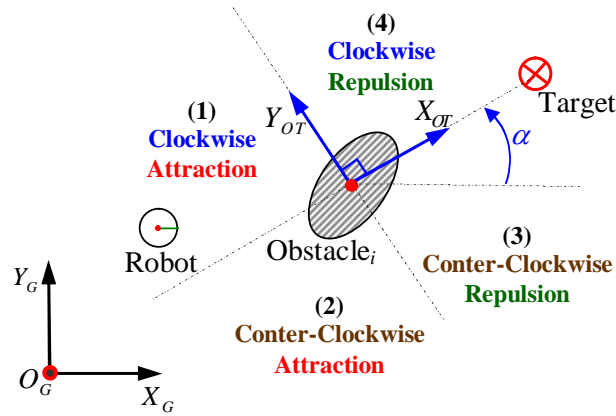 (4)
Clockwise
Repulsion
Target
(1)
Clockwise
Attraction
Y_OT
X_OT
α
Robot
Obstacle_i
(3)
Conter-Clockwise
Repulsion
(2)
Conter-Clockwise
Attraction
Y_G
O_G
X_G